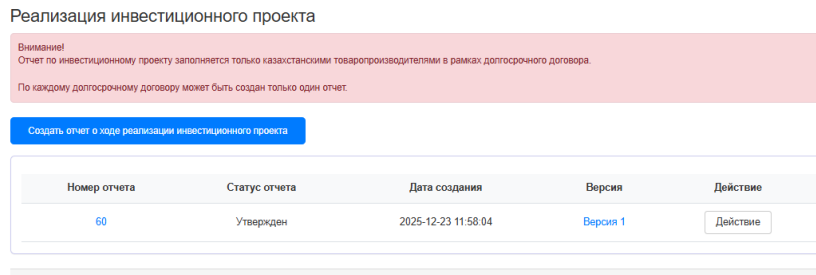 Реализация инвестиционного проекта
Внимание!
Отчет по инвестиционному проекту заполняется только казахстанскими товаропроизводителями в рамках долгосрочного договора.
По каждому долгосрочному договору может быть создан только один отчет.
Создать отчет о ходе реализации инвестиционного проекта
Номер отчета Статус отчета Дата создания Версия Действие
60 Утвержден 2025-12-23 11:58:04 Версия 1 Действие